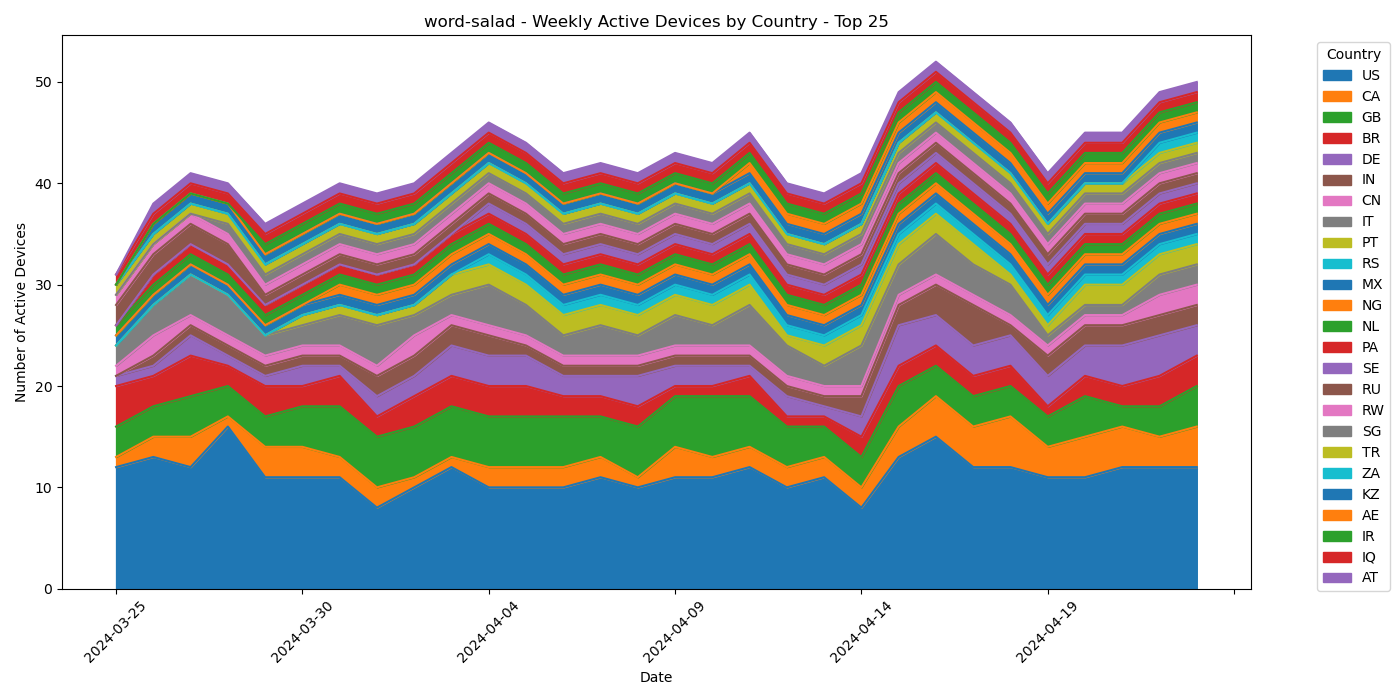 word-salad - Weekly Active Devices by Country - Top 25
Number of Active Devices
50
40
30
20
10
0
2024-03-25
2024-03-30
2024-04-04
2024-04-09
2024-04-14
2024-04-19
Date
Country
US
CA
GB
BR
DE
IN
CN
IT
PT
RS
MX
NG
NL
PA
SE
RU
RW
SG
TR
ZA
KZ
AE
IR
IQ
AT